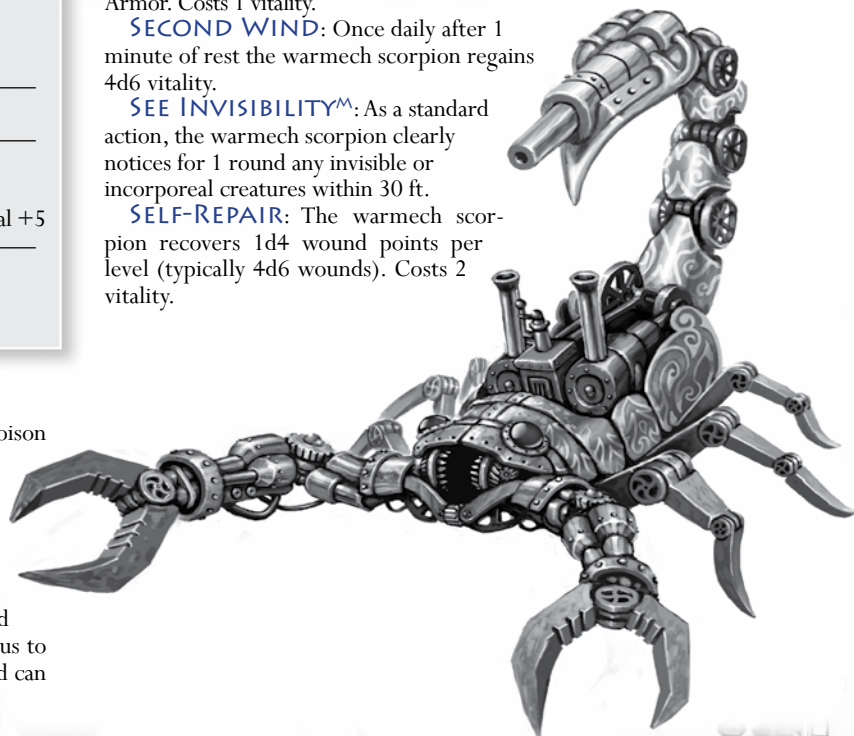 al +5
oison
d
us to
d can
Armor. Costs 1 vitality.
SECOND WIND: Once daily after 1
minute of rest the warmech scorpion regains
4d6 vitality.
SEE INVISIBILITYᴹ: As a standard
action, the warmech scorpion clearly
notices for 1 round any invisible or
incorporeal creatures within 30 ft.
SELF-REPAIR: The warmech scor-
pion recovers 1d4 wound points per
level (typically 4d6 wounds). Costs 2
vitality.